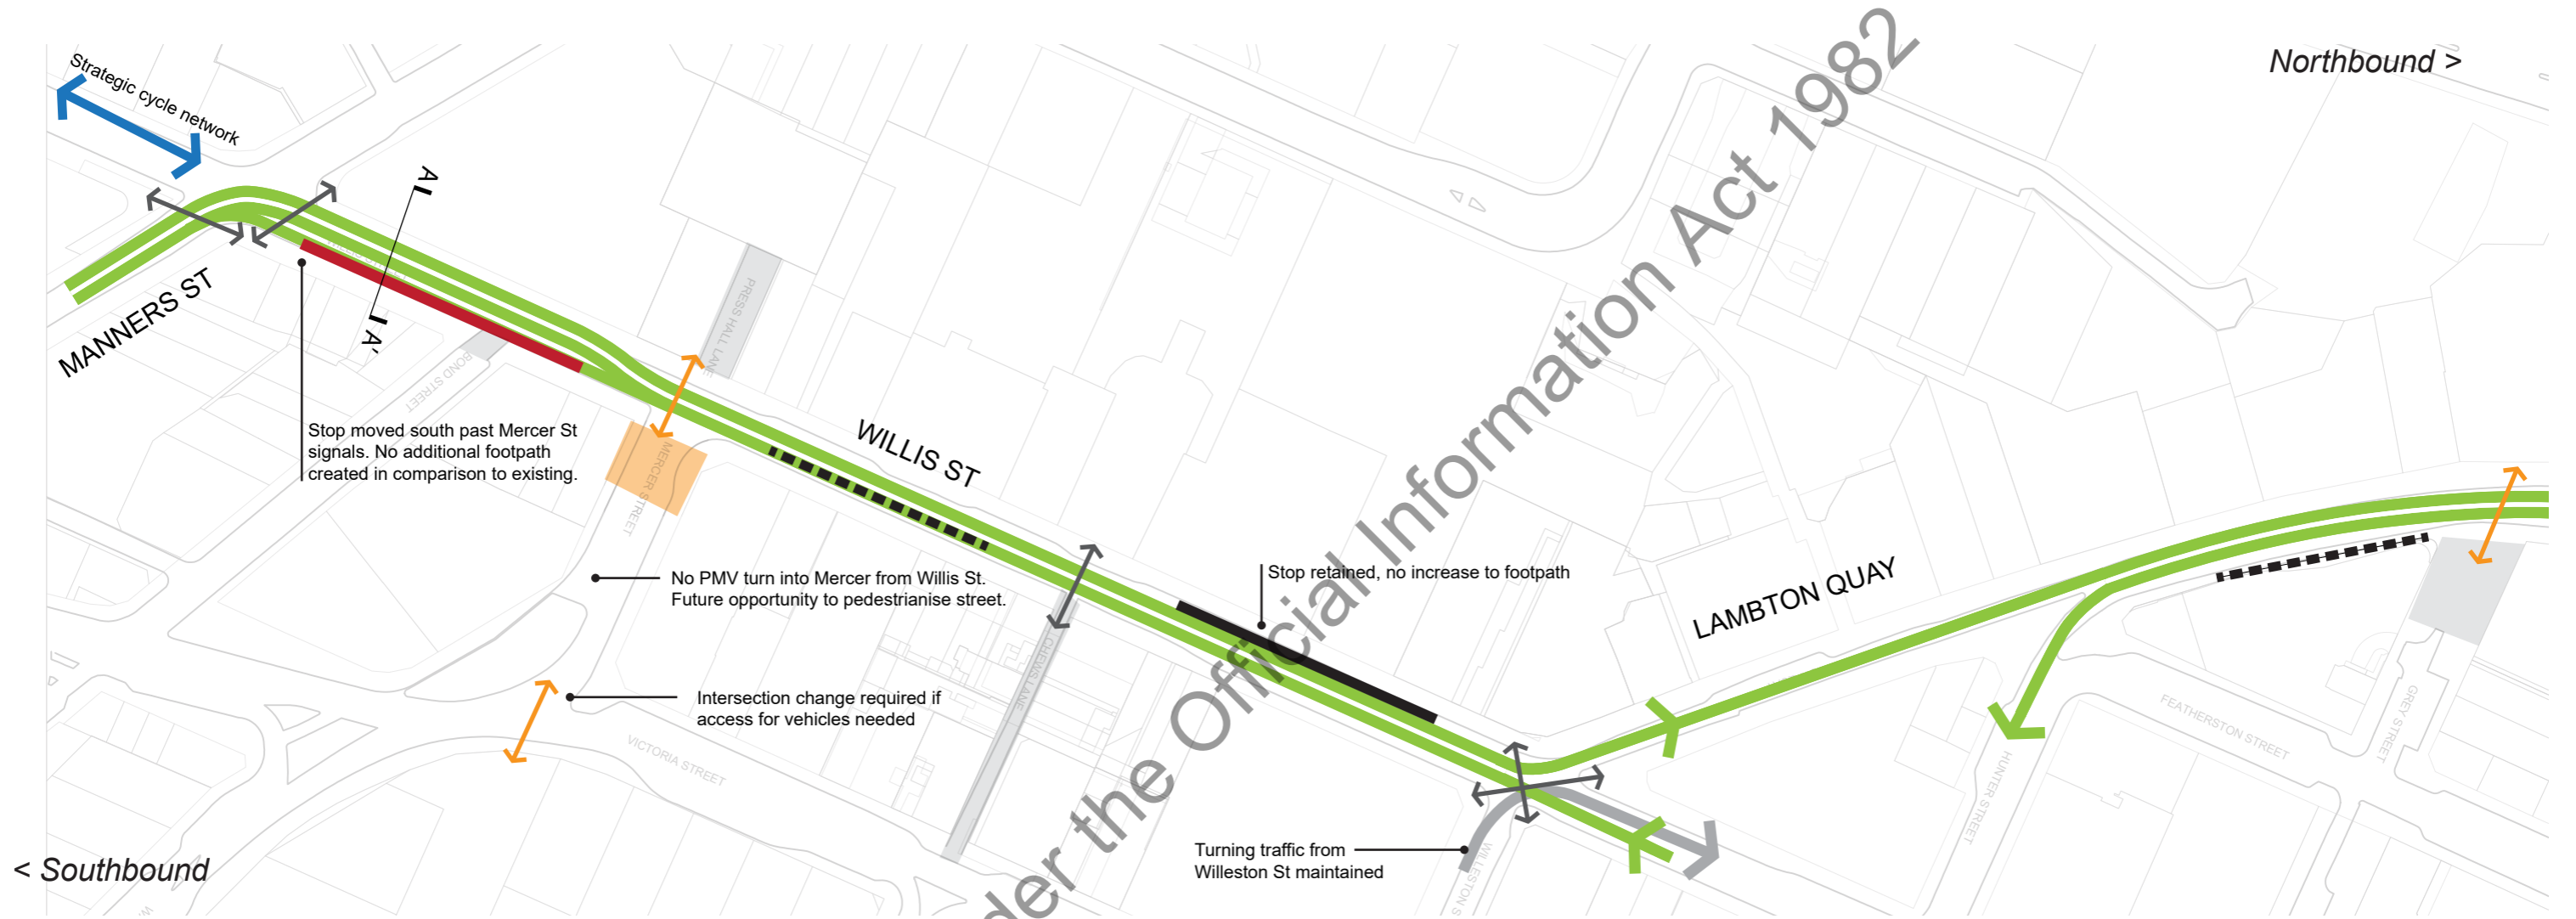 Northbound >
Strategic cycle network
A
A'
MANNERS ST
BOND STREET
PRESS HALL LANE
Stop moved south past Mercer St
signals. No additional footpath
created in comparison to existing.
MERCER STREET
WILLIS ST
No PMV turn into Mercer from Willis St.
Future opportunity to pedestrianise street.
Stop retained, no increase to footpath
LAMBTON QUAY
CHEWS LANE
Intersection change required if
access for vehicles needed
VICTORIA STREET
FEATHERSTON STREET
GREY STREET
HUNTER STREET
Turning traffic from
Willeston St maintained
WILLESTON S
< Southbound
der the Official Information Act 1982